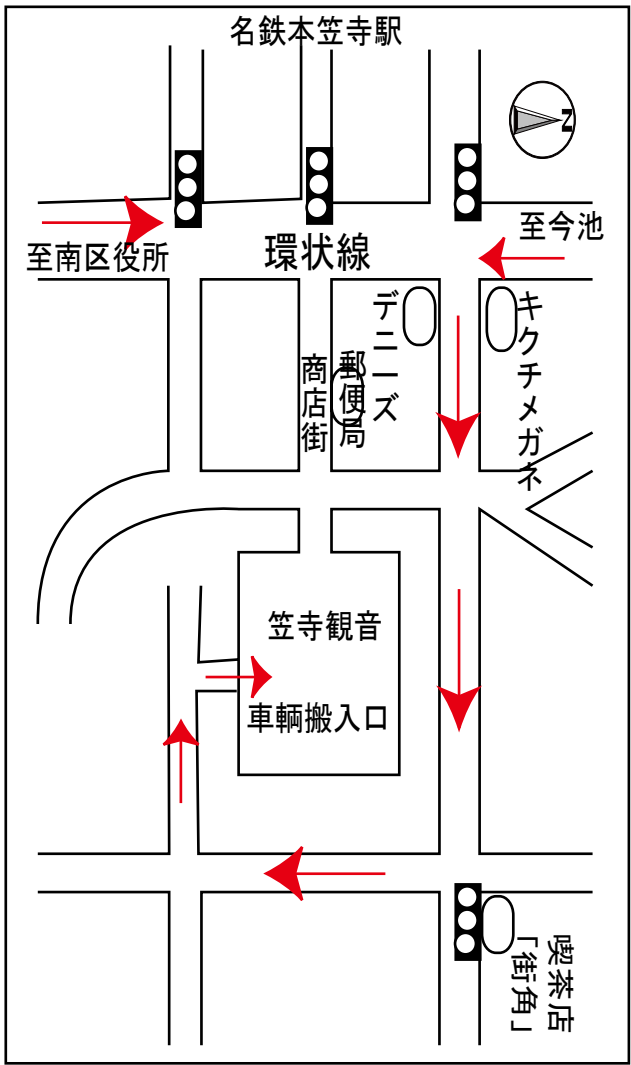 名鉄本笠寺駅
N
至今池
至南区役所
環状線
キクチメガネ
デニーズ
郵便局
商店街
笠寺観音
車輌搬入口
喫茶店
「街角」